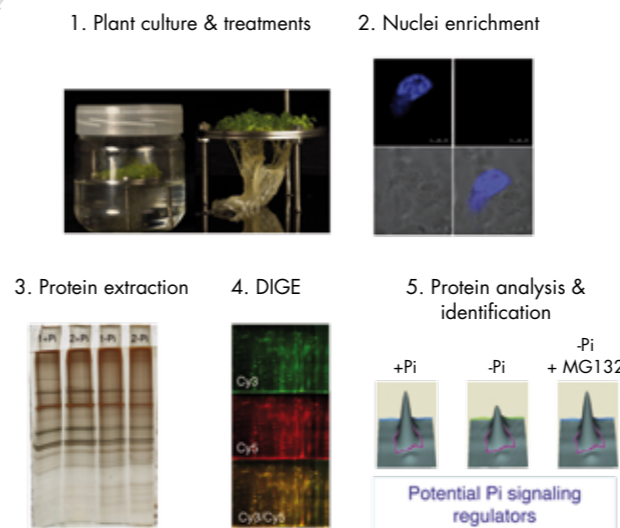 1. Plant culture & treatments
2. Nuclei enrichment
3. Protein extraction
4. DIGE
5. Protein analysis &
identification
1+Pi 2+Pi 1-Pi 2-Pi
Cy3
Cy5
Cy3/Cy5
+Pi
-Pi
-Pi
+ MG132
Potential Pi signaling
regulators